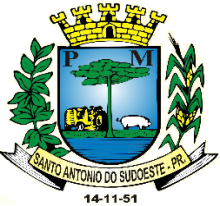 P M
SANTO ANTONIO DO SUDOESTE - PR.
14-11-51